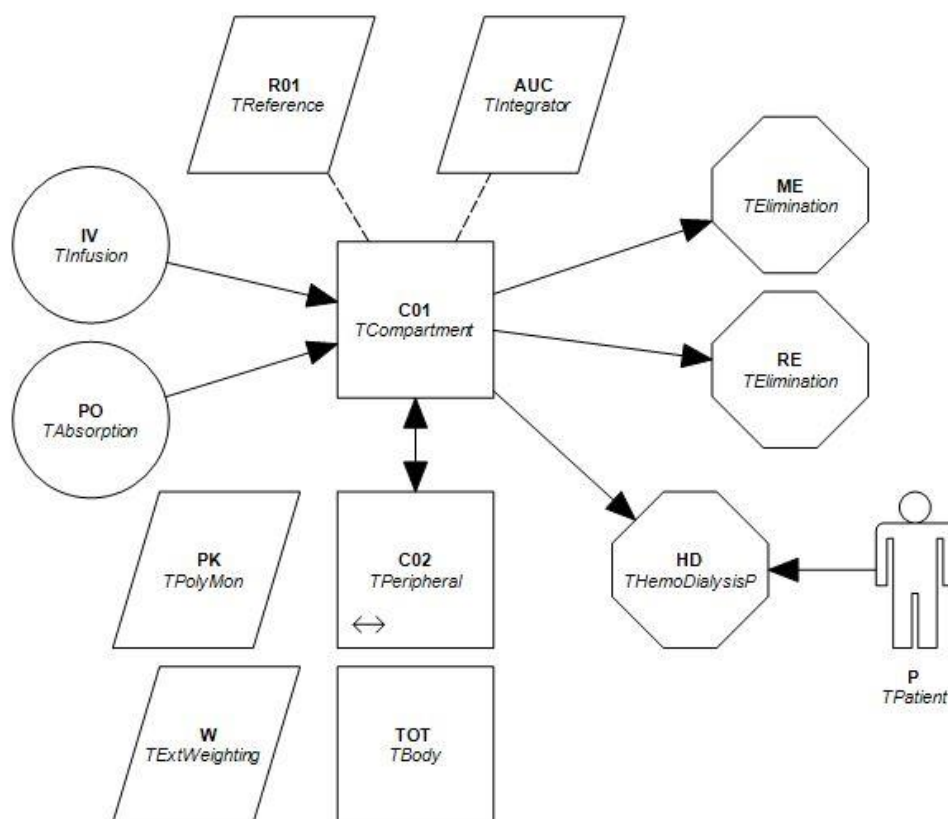 R01
TReference
AUC
TIntegrator
ME
TElimination
IV
TInfusion
C01
TCompartment
RE
TElimination
PO
TAbsorption
PK
TPolyMon
C02
TPeripheral
HD
THemoDialysisP
P
TPatient
W
TExtWeighting
TOT
TBody